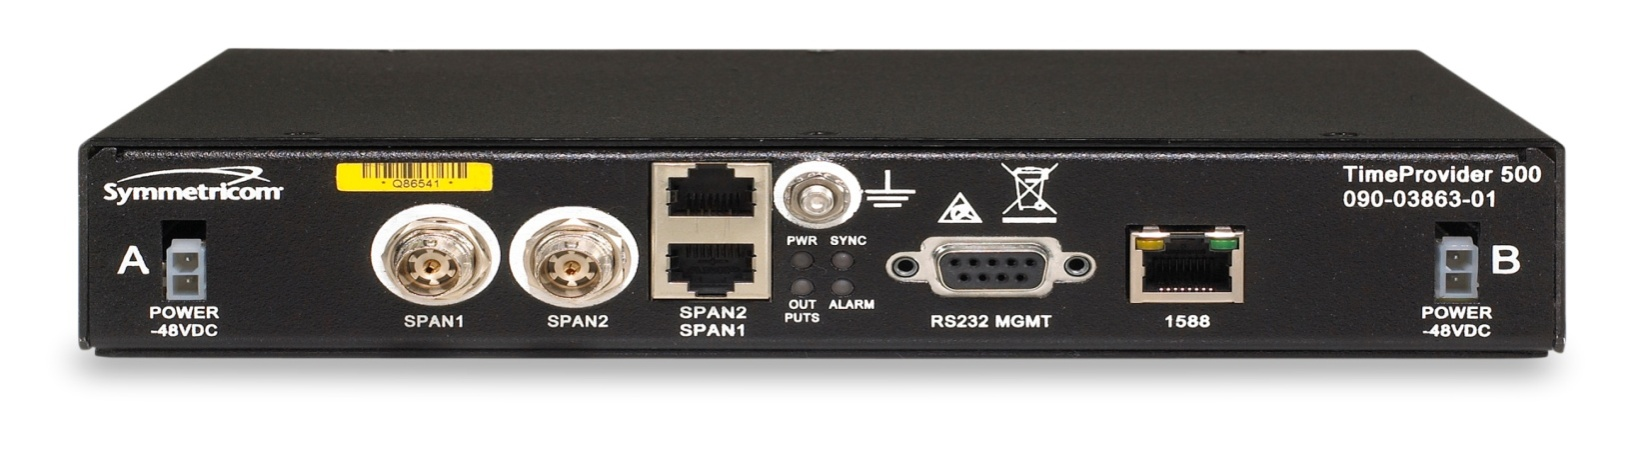 Symmetricom
* Q86541 *
TimeProvider 500
090-03863-01
A
POWER
-48VDC
SPAN1
SPAN2
SPAN2
SPAN1
PWR SYNC
OUT
PUTS
ALARM
RS232 MGMT
1588
B
POWER
-48VDC